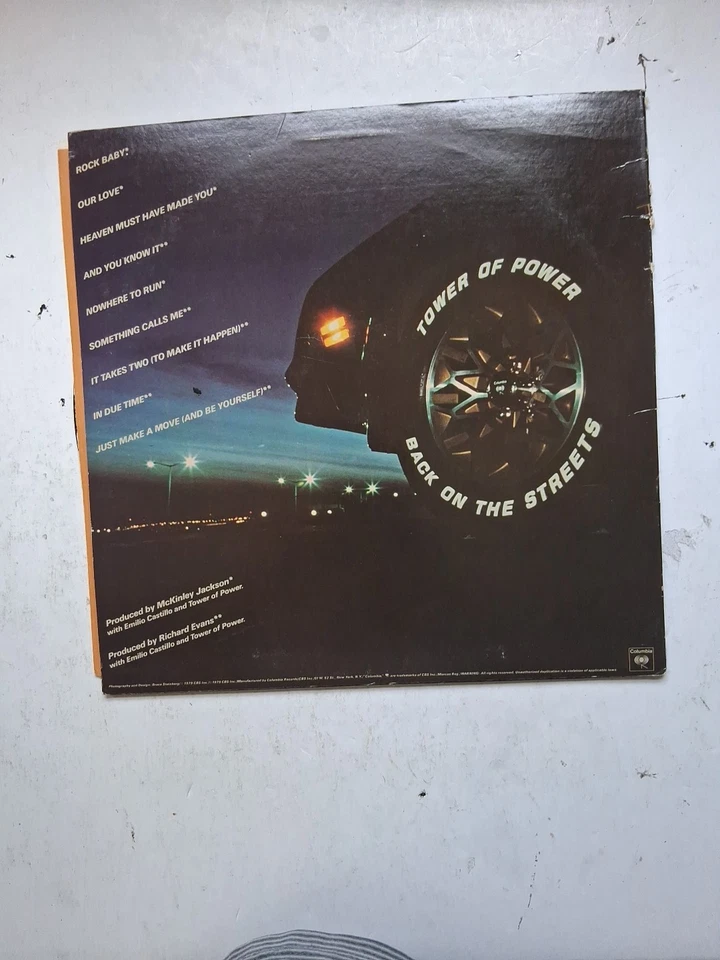 ROCK BABY*
OUR LOVE*
HEAVEN MUST HAVE MADE YOU*
AND YOU KNOW IT**
NOWHERE TO RUN*
SOMETHING CALLS ME**
IT TAKES TWO (TO MAKE IT HAPPEN)**
IN DUE TIME**
JUST MAKE A MOVE (AND BE YOURSELF)**
TOWER OF POWER
BACK ON THE STREETS
Columbia
Produced by McKinley Jackson*
with Emilio Castillo and Tower of Power.
Produced by Richard Evans**
with Emilio Castillo and Tower of Power.
Columbia